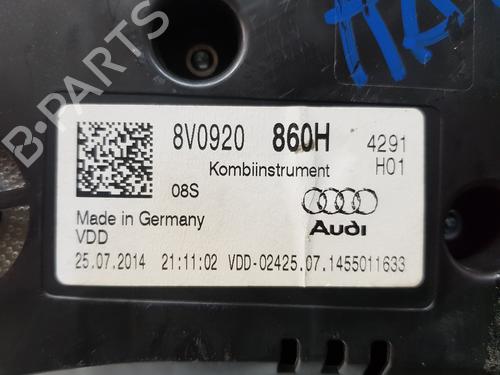 8V0920 860H 4291
Kombiinstrument H01
08S
Audi
Made in Germany
VDD
25.07.2014 21:11:02 VDD-02425.07.1455011633
B-PARTS